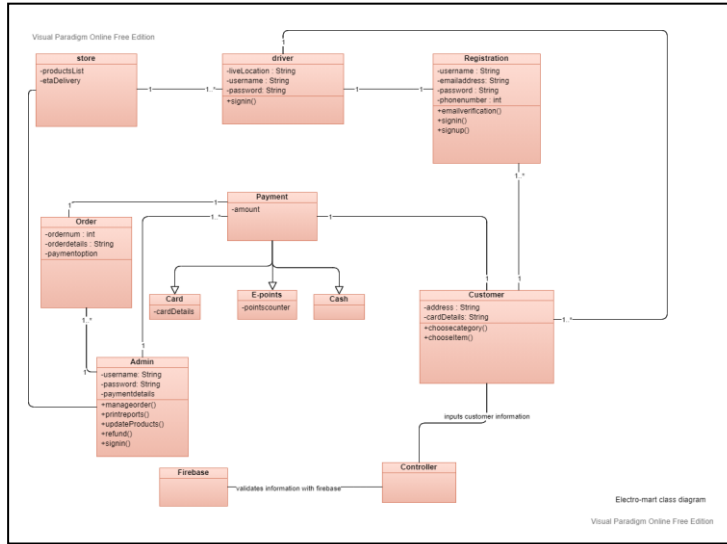 Visual Paradigm Online Free Edition
store
-productsList
-etaDelivery
1
1..*
driver
-liveLocation : String
-username : String
-password: String
+signin()
1
1
1
Registration
-username : String
-emailaddress: String
-password : String
-phonenumber : int
+emailverification()
+signin()
+signup()
1..*
Payment
-amount
1
1..*
1
Order
-ordernum : int
-orderdetails : String
-paymentoption
1
1..*
Card
-cardDetails
E-points
-pointscounter
Cash
Customer
-address : String
-cardDetails: String
+choosecategory()
+chooseitem()
1
1
1..*
Admin
-username: String
-password: String
-paymentdetails
+manageorder()
+printreports()
+updateProducts()
+refund()
+signin()
1
1
inputs customer information
Firebase
validates information with firebase
Controller
Electro-mart class diagram
Visual Paradigm Online Free Edition